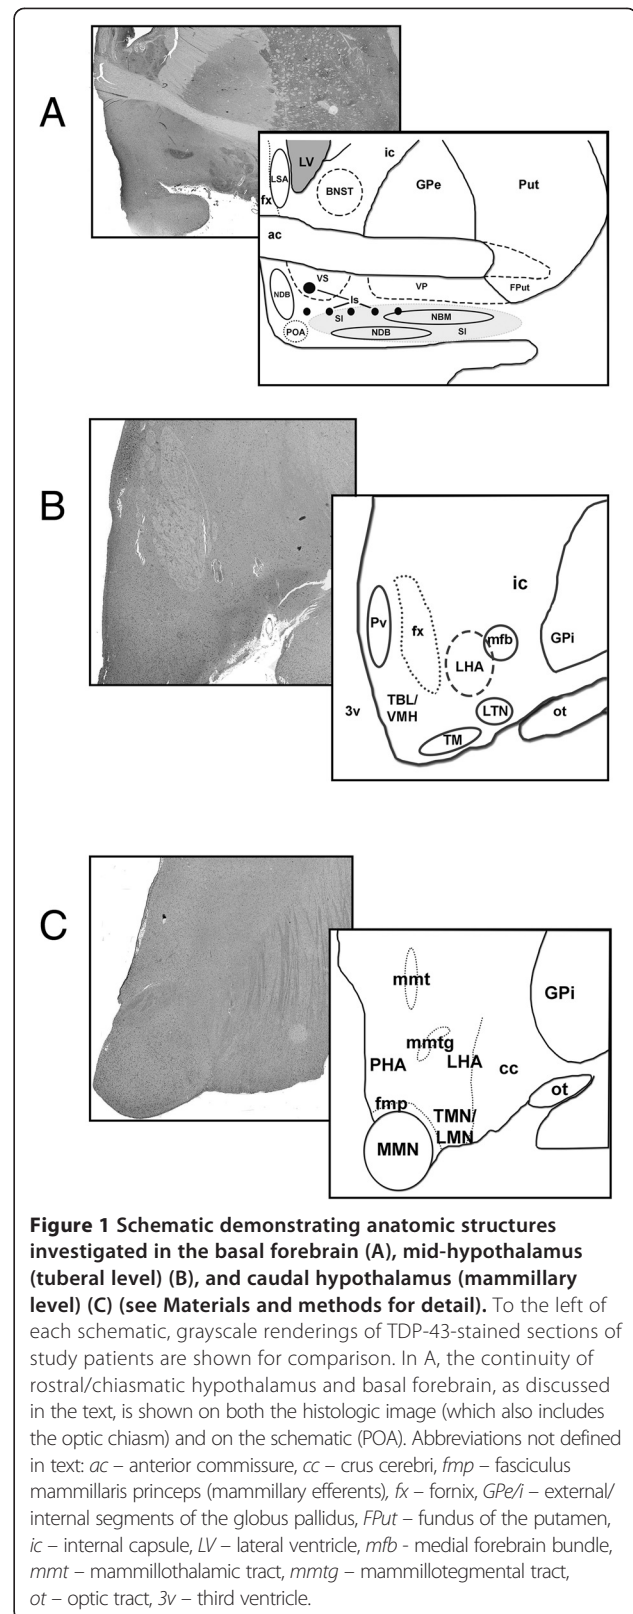 A
LV
ic
LSA
BNST
GPe
Put
fx
ac
VS
VP
FPut
NDB
Is
SI
NBM
POA
NDB
SI
B
ic
Pv
fx
mfb
GPi
LHA
TBL/
VMH
3v
LTN
ot
TM
C
mmt
GPi
mmtg
PHA
LHA
cc
fmp
ot
TMN/
LMN
MMN
Figure 1 Schematic demonstrating anatomic structures
investigated in the basal forebrain (A), mid-hypothalamus
(tuberal level) (B), and caudal hypothalamus (mammillary
level) (C) (see Materials and methods for detail). To the left of
each schematic, grayscale renderings of TDP-43-stained sections of
study patients are shown for comparison. In A, the continuity of
rostral/chiasmatic hypothalamus and basal forebrain, as discussed
in the text, is shown on both the histologic image (which also includes
the optic chiasm) and on the schematic (POA). Abbreviations not defined
in text: ac – anterior commissure, cc – crus cerebri, fmp – fasciculus
mammillaris princeps (mammillary efferents), fx – fornix, GPe/i – external/
internal segments of the globus pallidus, FPut – fundus of the putamen,
ic – internal capsule, LV – lateral ventricle, mfb - medial forebrain bundle,
mmt – mammillothalamic tract, mmtg – mammillotegmental tract,
ot – optic tract, 3v – third ventricle.